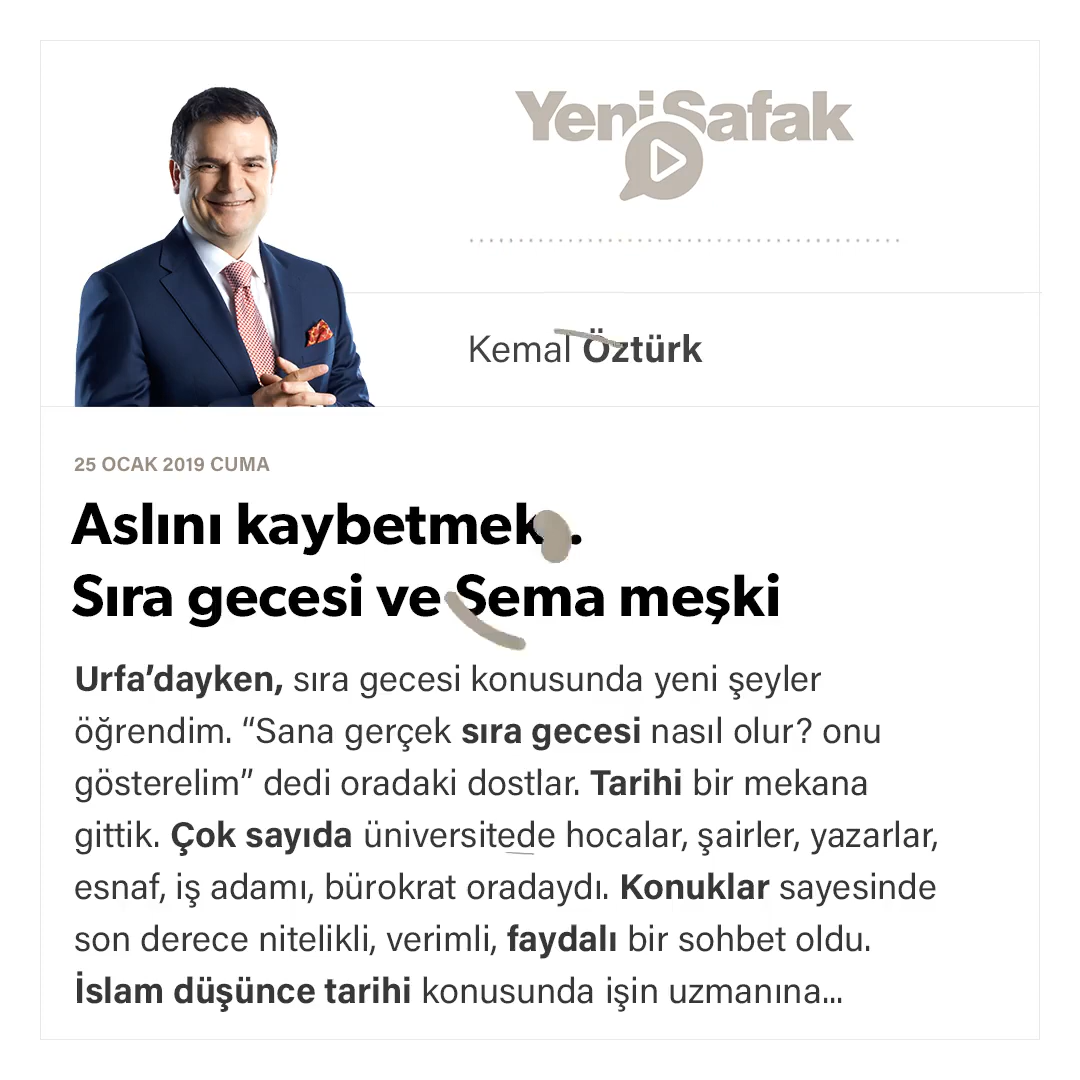 Yeni Şafak
Kemal Öztürk
25 OCAK 2019 CUMA
Aslını kaybetmek.
Sıra gecesi ve Sema meşki
Urfa’dayken, sıra gecesi konusunda yeni şeyler
öğrendim. “Sana gerçek sıra gecesi nasıl olur? onu
gösterelim” dedi oradaki dostlar. Tarihi bir mekana
gittik. Çok sayıda üniversitede hocalar, şairler, yazarlar,
esnaf, iş adamı, bürokrat oradaydı. Konuklar sayesinde
son derece nitelikli, verimli, faydalı bir sohbet oldu.
İslam düşünce tarihi konusunda işin uzmanına...